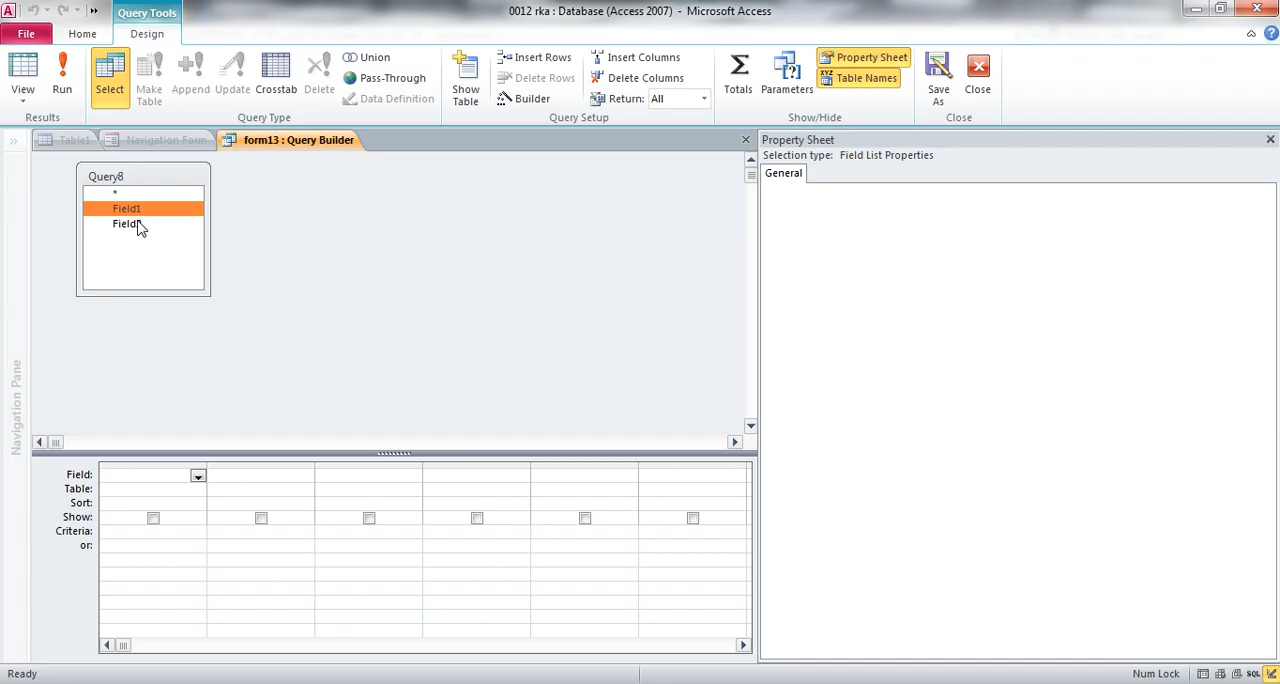 0012 rka : Database (Access 2007) - Microsoft Access
Query Tools
File
Home
Design
View
Run
Select
Make Table
Append
Update
Crosstab
Delete
Union
Pass-Through
Data Definition
Show Table
Insert Rows
Delete Rows
Builder
Insert Columns
Delete Columns
Return: All
Totals
Parameters
Property Sheet
Table Names
Save As
Close
Results
Query Type
Query Setup
Show/Hide
Close
Table1
Navigation Form
form13 : Query Builder
Property Sheet
Selection type: Field List Properties
General
Query8
*
Field1
Field
Navigation Pane
Field:
Table:
Sort:
Show:
Criteria:
or:
Ready
Num Lock
SQL